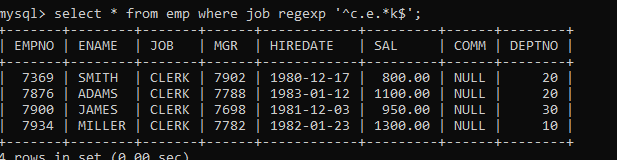 mysql> select * from emp where job regexp '^c.e.*k$';
+-------+--------+-------+------+------------+---------+------+--------+
| EMPNO | ENAME | JOB | MGR | HIREDATE | SAL | COMM | DEPTNO |
+-------+--------+-------+------+------------+---------+------+--------+
| 7369 | SMITH | CLERK | 7902 | 1980-12-17 | 800.00 | NULL | 20 |
| 7876 | ADAMS | CLERK | 7788 | 1983-01-12 | 1100.00 | NULL | 20 |
| 7900 | JAMES | CLERK | 7698 | 1981-12-03 | 950.00 | NULL | 30 |
| 7934 | MILLER | CLERK | 7782 | 1982-01-23 | 1300.00 | NULL | 10 |
+-------+--------+-------+------+------------+---------+------+--------+
4 rows in set (0.00 sec)